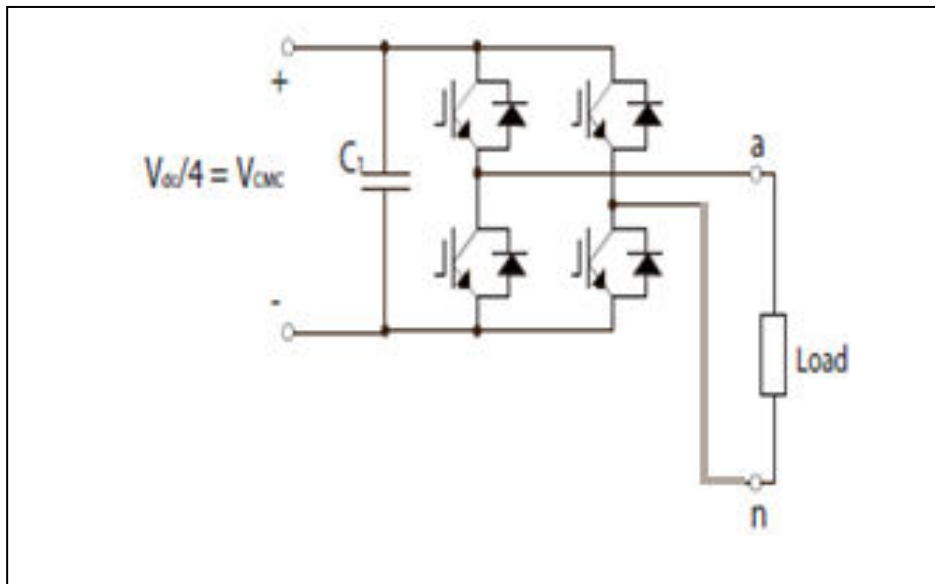 +
a
C1
Vdc/4 = VCMC
-
Load
n